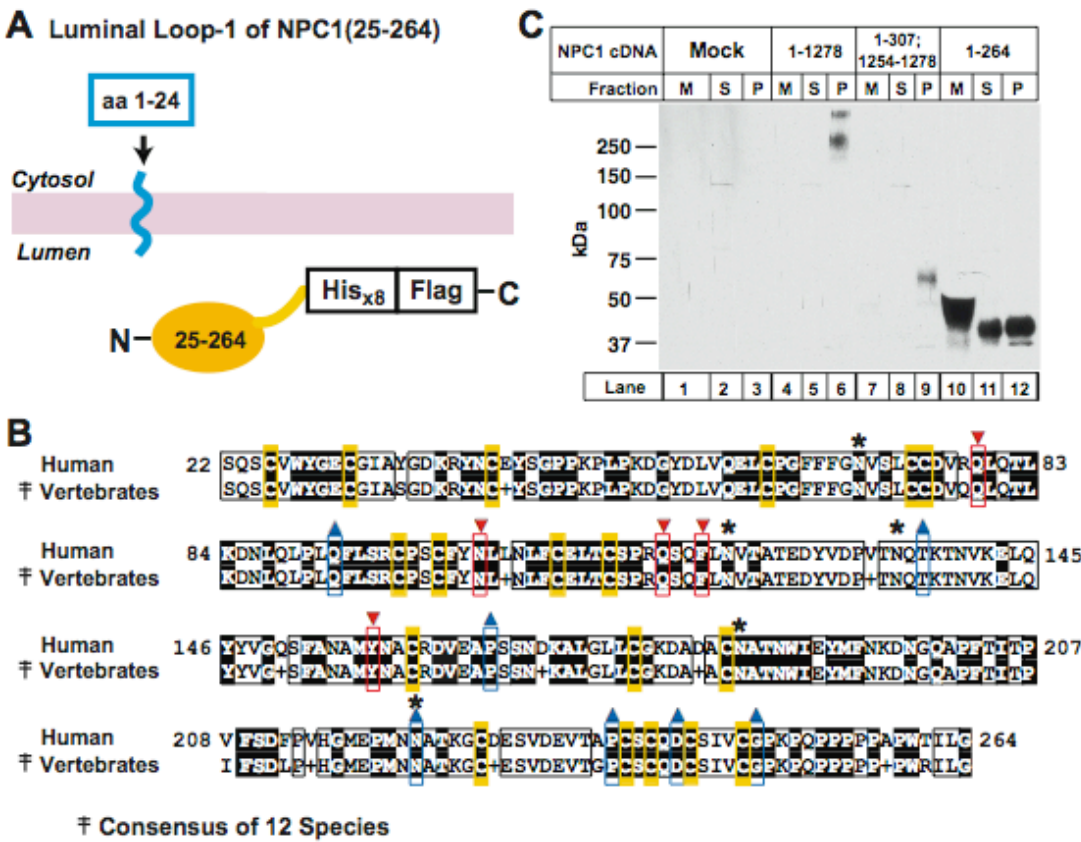 A Luminal Loop-1 of NPC1(25-264)
aa 1-24
Cytosol
Lumen
N
25-264
Hisx8
Flag
C
C
NPC1 cDNA Mock 1-1278 1-307; 1254-1278 1-264
Fraction M S P M S P M S P M S P
kDa
250
150
100
75
50
37
Lane 1 2 3 4 5 6 7 8 9 10 11 12
B
*
Human 22 SQSCVWYGECGIAYGDKRYNCEYSGPPKPLPKDGYDLVQELCPGFFFGNVSLCCDVRQLQTL 83
‡ Vertebrates SQSCVWYGECGIASGDKRYNC+YSGPPKPLPKDGYDLVQELCPGFFFGNVSLCCDVQQLQTL
* *
Human 84 KDNLQLPLQFLSRCPSCFYNLLNLFCELTCSPRQSQFLNVTATEDYVDPVTNQTKTNVKELQ 145
‡ Vertebrates KDNLQLPLQFLSRCPSCFYNL+NLFCELTCSPRQSQFLNVTATEDYVDP+TNQTKTNVKELQ
*
Human 146 YYVGQSFANAMYNACRDVEAPSSNDKALGLLCGKDADACNATNWIEYMFNKDNGQAPFTITP 207
‡ Vertebrates YYVG+SFANAMYNACRDVEAPSSN+KALGLLCGKDA+ACNATNWIEYMFNKDNGQAPFTITP
*
Human 208 VFSDFPVHGMEPMNNATKGCDESVDEVTAPCSCQDCSIVCGPKPQPPPPPAPWTILG 264
‡ Vertebrates IFSDLP+HGMEPMNNATKGC+ESVDEVTGPCSCQDCSIVCGPKPQPPPPP+PWRILG
‡ Consensus of 12 Species